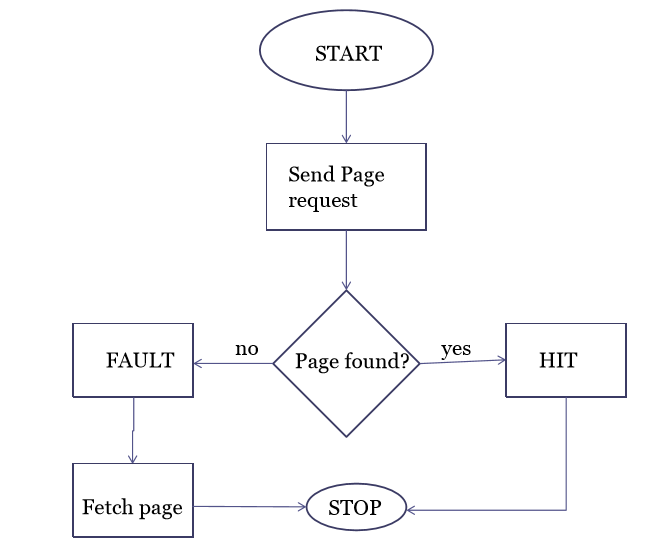 START
Send Page
request
no
yes
FAULT
Page found?
HIT
Fetch page
STOP